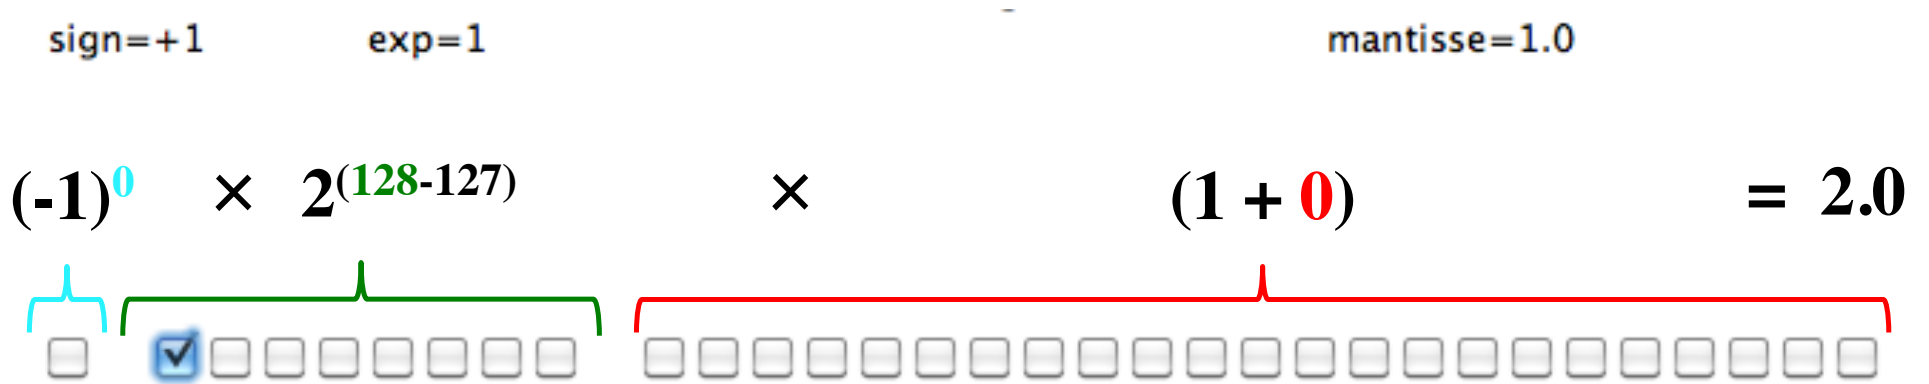 sign=+1 exp=1 mantisse=1.0
(-1)⁰ × 2⁽¹²⁸⁻¹²⁷⁾ × (1 + 0) = 2.0